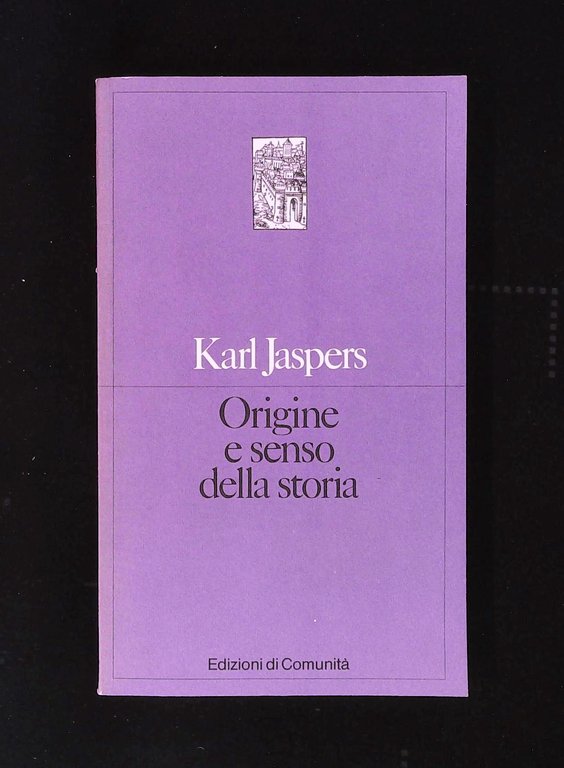 Karl Jaspers
Origine
e senso
della storia
Edizioni di Comunità